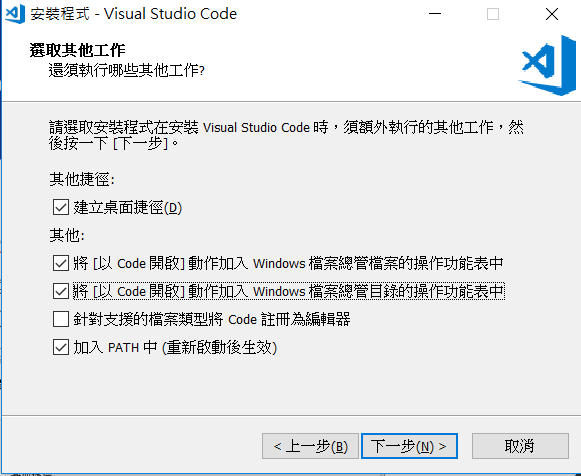 安裝程式 - Visual Studio Code
選取其他工作
還須執行哪些其他工作?
請選取安裝程式在安裝 Visual Studio Code 時，須額外執行的其他工作，然
後按一下 [下一步]。
其他捷徑:
建立桌面捷徑(D)
其他:
將 [以 Code 開啟] 動作加入 Windows 檔案總管檔案的操作功能表中
將 [以 Code 開啟] 動作加入 Windows 檔案總管目錄的操作功能表中
針對支援的檔案類型將 Code 註冊為編輯器
加入 PATH 中 (重新啟動後生效)
< 上一步(B) 下一步(N) > 取消